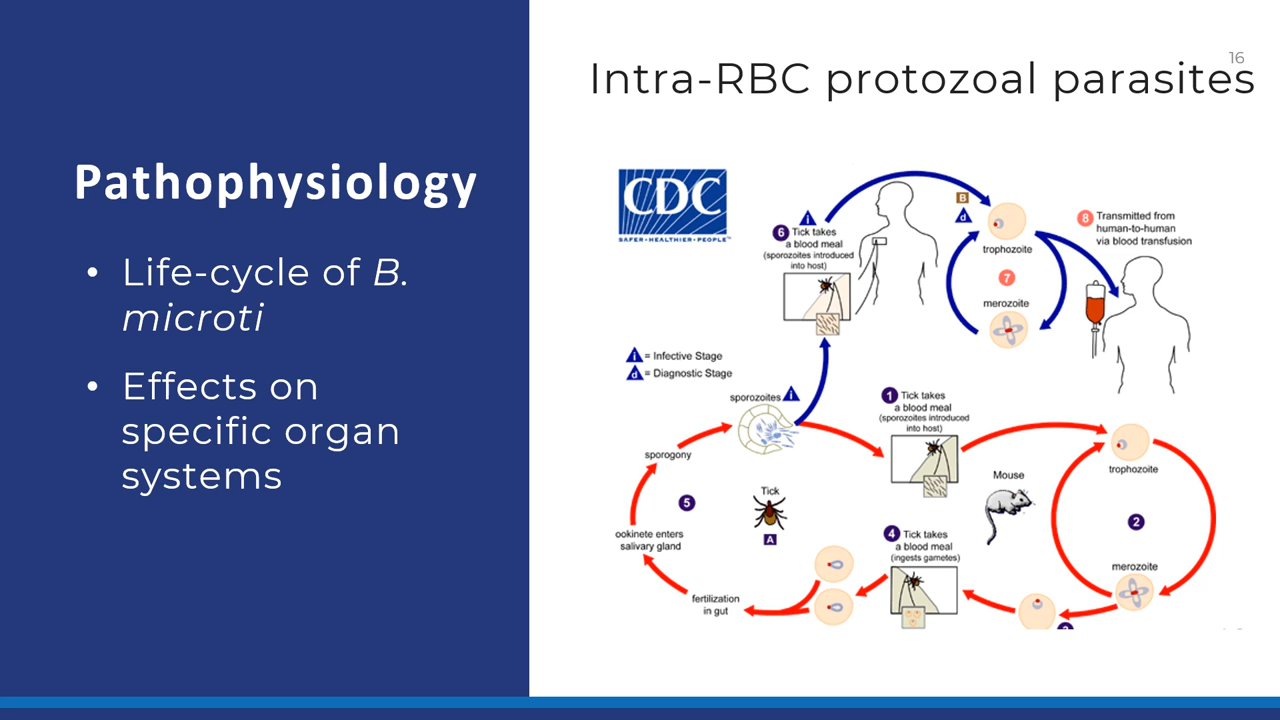 16
Intra-RBC protozoal parasites
Pathophysiology
• Life-cycle of B.
microti
• Effects on
specific organ
systems
CDC
SAFER • HEALTHIER • PEOPLE™
i
6 Tick takes
a blood meal
(sporozoites introduced
into host)
B
d
trophozoite
7
merozoite
8 Transmitted from
human-to-human
via blood transfusion
i = Infective Stage
d = Diagnostic Stage
sporozoites i
1 Tick takes
a blood meal
(sporozoites introduced
into host)
trophozoite
sporogony
Mouse
5
Tick
A
2
ookinete enters
salivary gland
4 Tick takes
a blood meal
(ingests gametes)
merozoite
fertilization
in gut